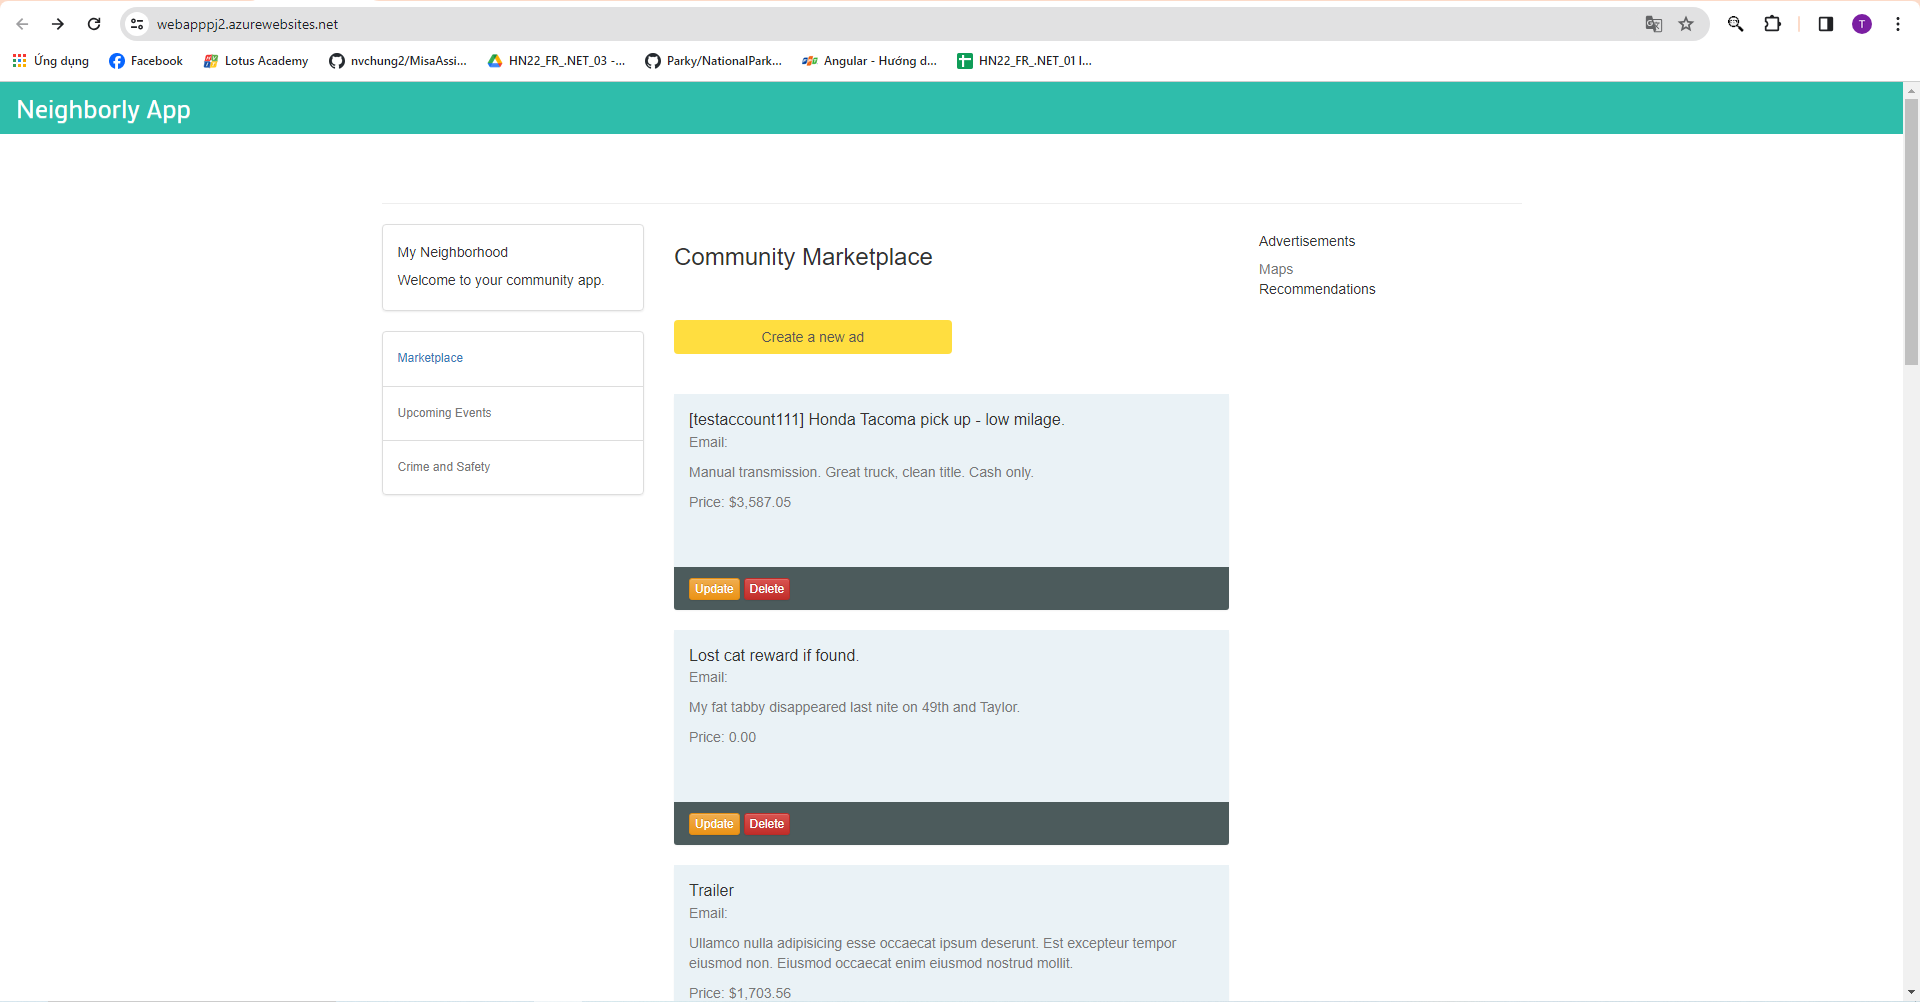 webapppj2.azurewebsites.net
T
Ứng dụng
Facebook
Lotus Academy
nvchung2/MisaAssi...
HN22_FR_.NET_03 -...
Parky/NationalPark...
Angular - Hướng d...
HN22_FR_.NET_01 l...
Neighborly App
My Neighborhood
Welcome to your community app.
Marketplace
Upcoming Events
Crime and Safety
Community Marketplace
Create a new ad
[testaccount111] Honda Tacoma pick up - low milage.
Email:
Manual transmission. Great truck, clean title. Cash only.
Price: $3,587.05
Update Delete
Lost cat reward if found.
Email:
My fat tabby disappeared last nite on 49th and Taylor.
Price: 0.00
Update Delete
Trailer
Email:
Ullamco nulla adipisicing esse occaecat ipsum deserunt. Est excepteur tempor
eiusmod non. Eiusmod occaecat enim eiusmod nostrud mollit.
Price: $1,703.56
Advertisements
Maps
Recommendations